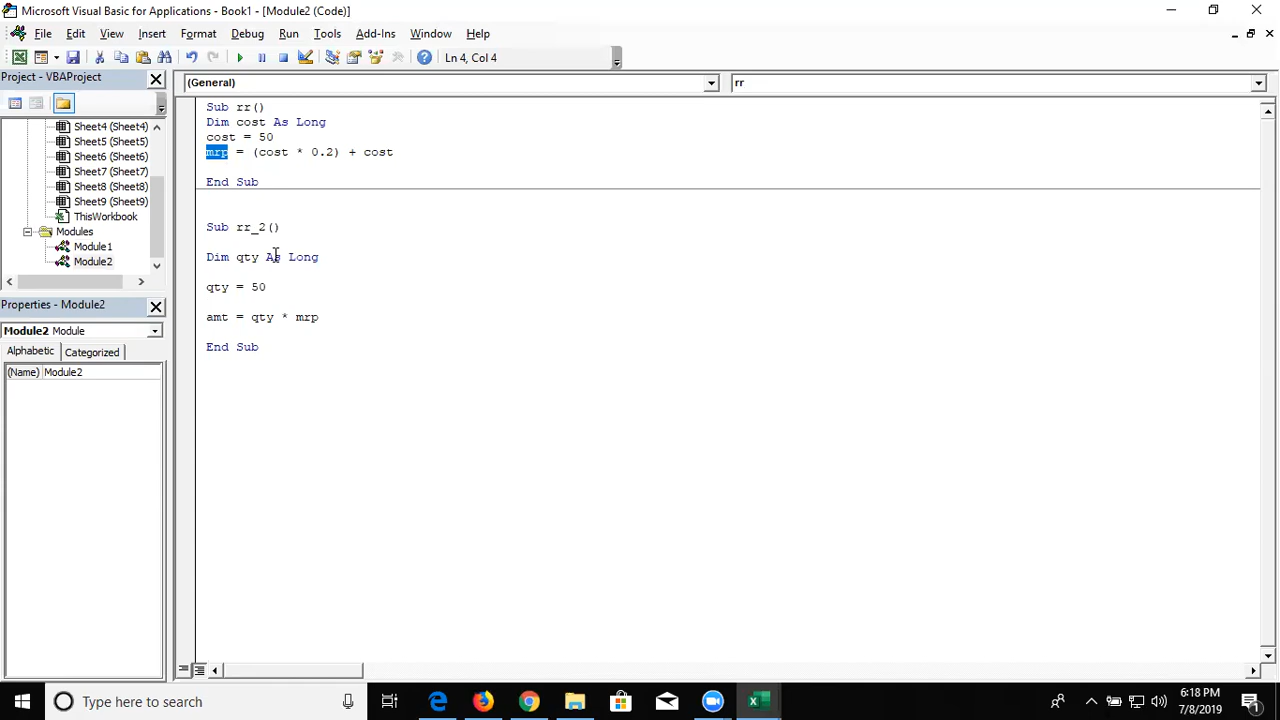 Microsoft Visual Basic for Applications - Book1 - [Module2 (Code)]
File Edit View Insert Format Debug Run Tools Add-Ins Window Help
Ln 4, Col 4
Project - VBAProject
(General)
rr
Sheet4 (Sheet4)
Sheet5 (Sheet5)
Sheet6 (Sheet6)
Sheet7 (Sheet7)
Sheet8 (Sheet8)
Sheet9 (Sheet9)
ThisWorkbook
Modules
Module1
Module2
Properties - Module2
Module2 Module
Alphabetic Categorized
(Name) Module2
Sub rr()
Dim cost As Long
cost = 50
mrp = (cost * 0.2) + cost
End Sub
Sub rr_2()
Dim qty As Long
qty = 50
amt = qty * mrp
End Sub
Type here to search
6:18 PM
7/8/2019
1